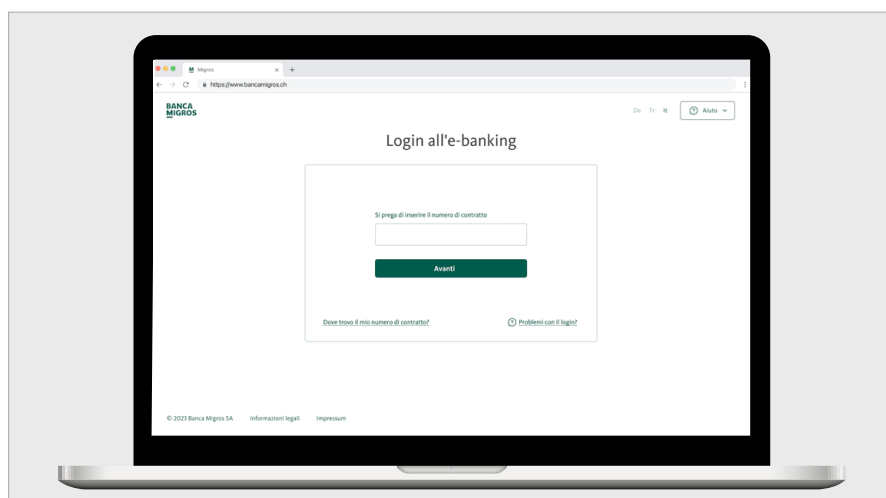 M Migros × +
https://www.bancamigros.ch
BANCA
MIGROS
De Fr It Aiuto
Login all'e-banking
Si prega di inserire il numero di contratto
Avanti
Dove trovo il mio numero di contratto? Problemi con il login?
© 2023 Banca Migros SA Informazioni legali Impressum